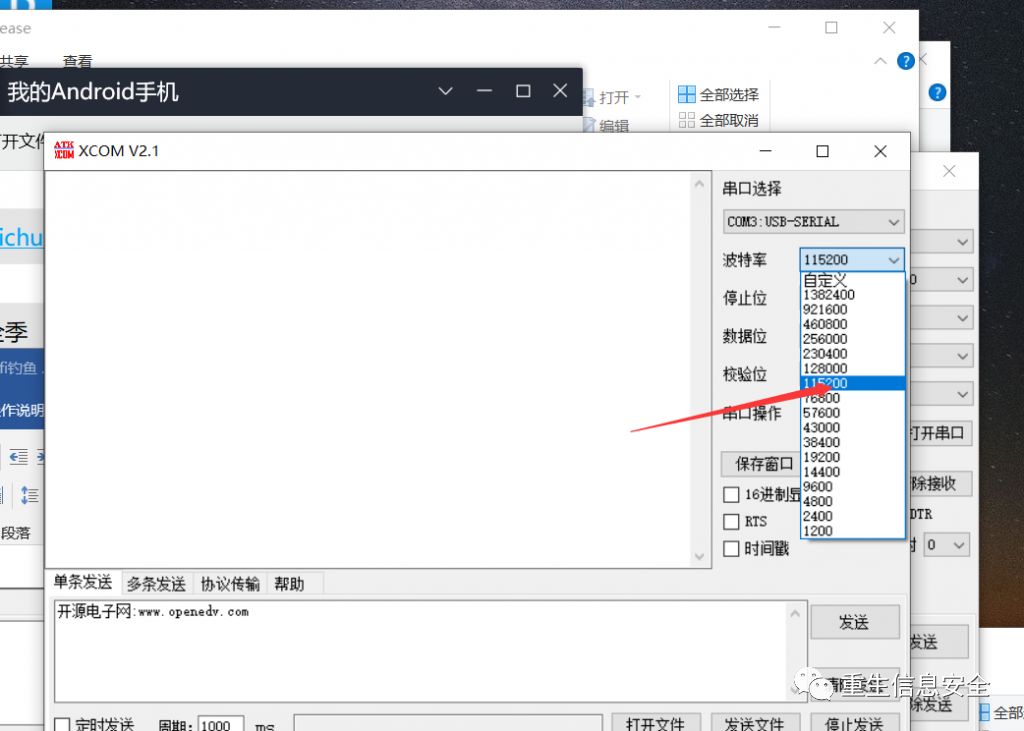 ease
共享 查看
我的Android手机
打开
全部选择
编辑
全部取消
开文件
XCOM V2.1
ichu
全季
fi钓鱼
作说明
段落
串口选择
COM3:USB-SERIAL
波特率 115200
自定义
1382400
921600
460800
256000
230400
128000
115200
76800
57600
43000
38400
19200
14400
9600
4800
2400
1200
停止位
数据位
校验位
串口操作
保存窗口
16进制显
RTS
时间戳
打开串口
除接收
DTR
0
单条发送 多条发送 协议传输 帮助
开源电子网:www.openedv.com
发送
清除发送
发送
除发送
重生信息安全
定时发送 周期: 1000 ms
打开文件 发送文件 停止发送
全部